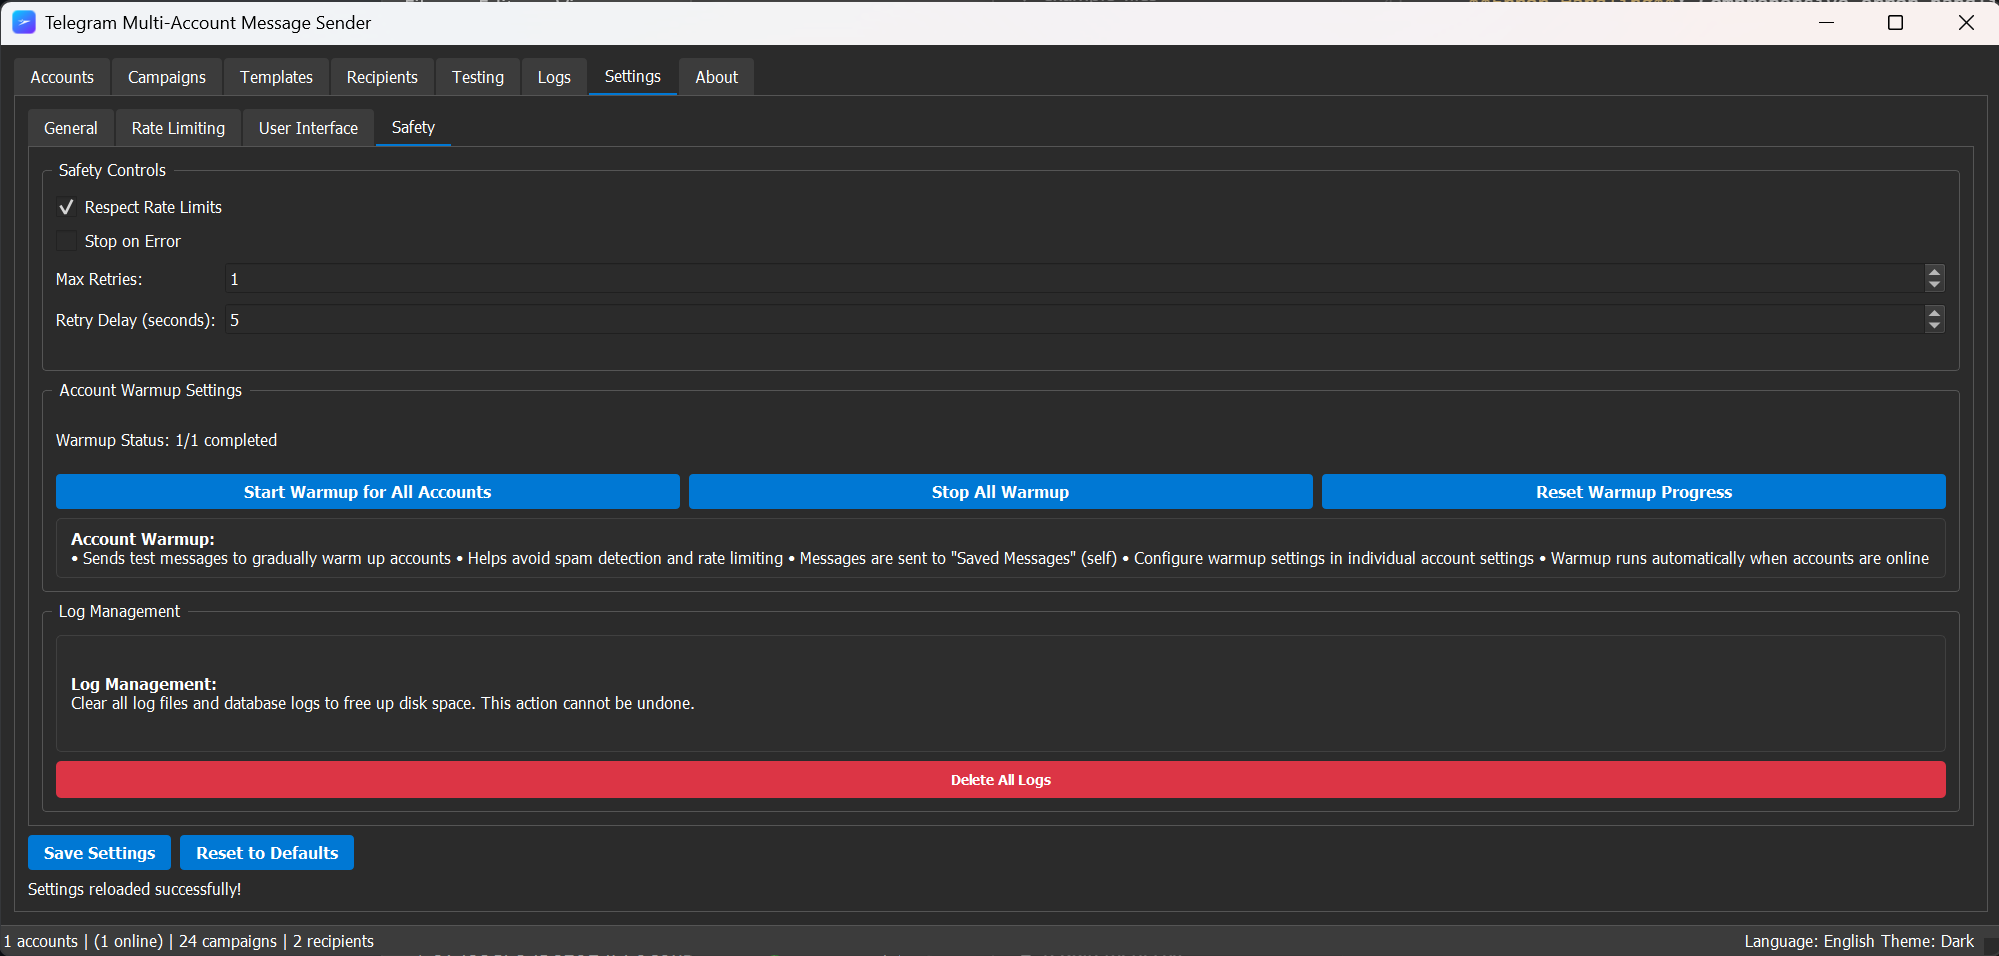 Telegram Multi-Account Message Sender
Accounts Campaigns Templates Recipients Testing Logs Settings About
General Rate Limiting User Interface Safety
Safety Controls
Respect Rate Limits
Stop on Error
Max Retries: 1
Retry Delay (seconds): 5
Account Warmup Settings
Warmup Status: 1/1 completed
Start Warmup for All Accounts Stop All Warmup Reset Warmup Progress
Account Warmup:
• Sends test messages to gradually warm up accounts • Helps avoid spam detection and rate limiting • Messages are sent to "Saved Messages" (self) • Configure warmup settings in individual account settings • Warmup runs automatically when accounts are online
Log Management
Log Management:
Clear all log files and database logs to free up disk space. This action cannot be undone.
Delete All Logs
Save Settings Reset to Defaults
Settings reloaded successfully!
1 accounts | (1 online) | 24 campaigns | 2 recipients Language: English Theme: Dark